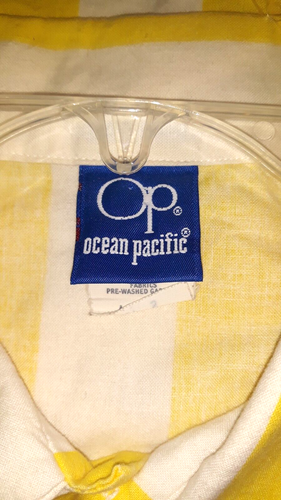 Op®
ocean pacific®
FABRICS
PRE-WASHED